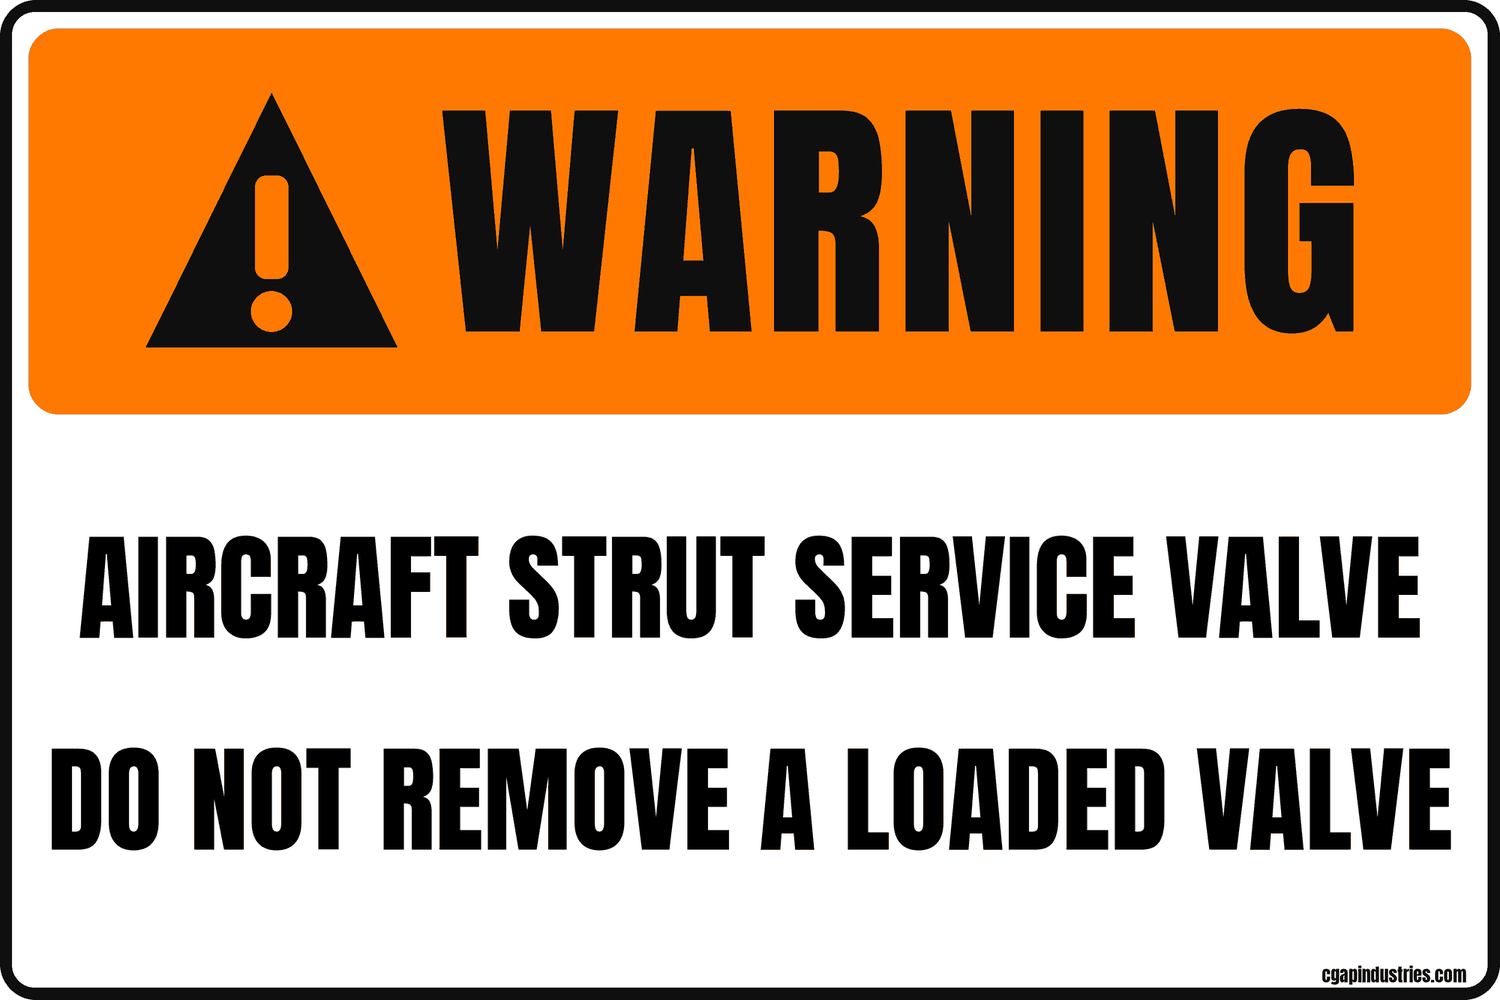 WARNING
AIRCRAFT STRUT SERVICE VALVE
DO NOT REMOVE A LOADED VALVE
cgapindustries.com